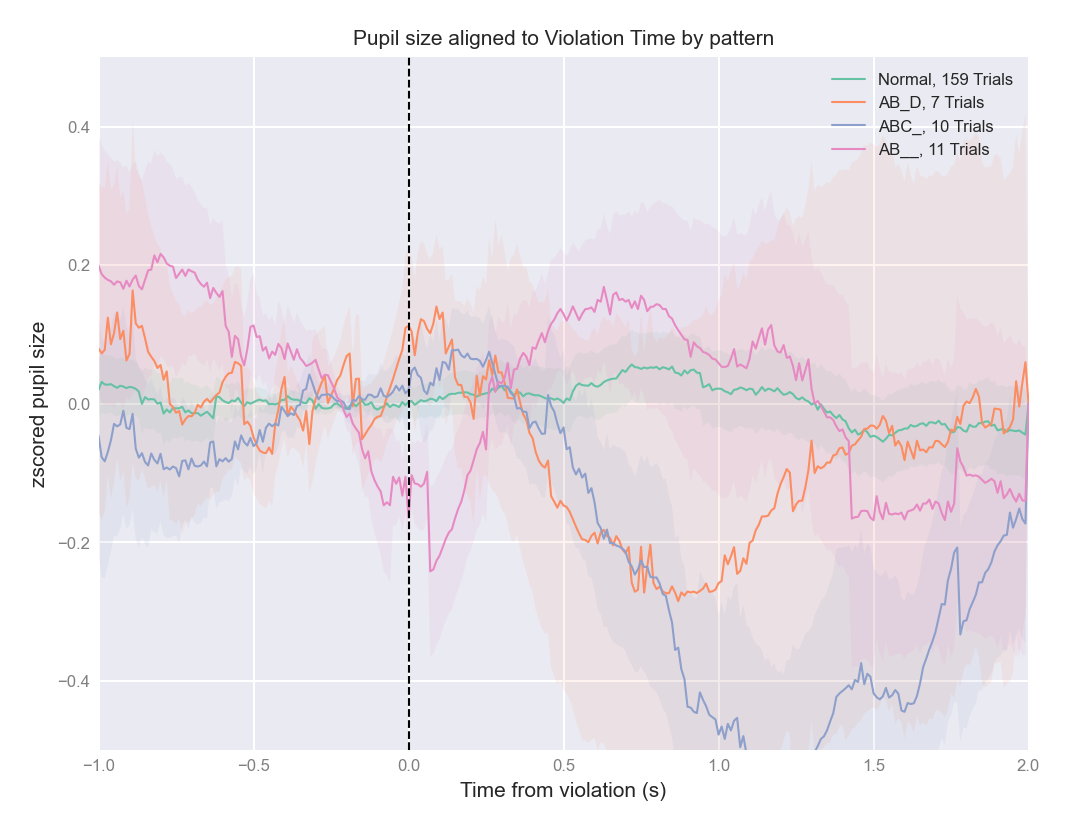 Pupil size aligned to Violation Time by pattern
Normal, 159 Trials
AB_D, 7 Trials
ABC_, 10 Trials
AB__, 11 Trials
zscored pupil size
0.4
0.2
0.0
−0.2
−0.4
−1.0 −0.5 0.0 0.5 1.0 1.5 2.0
Time from violation (s)